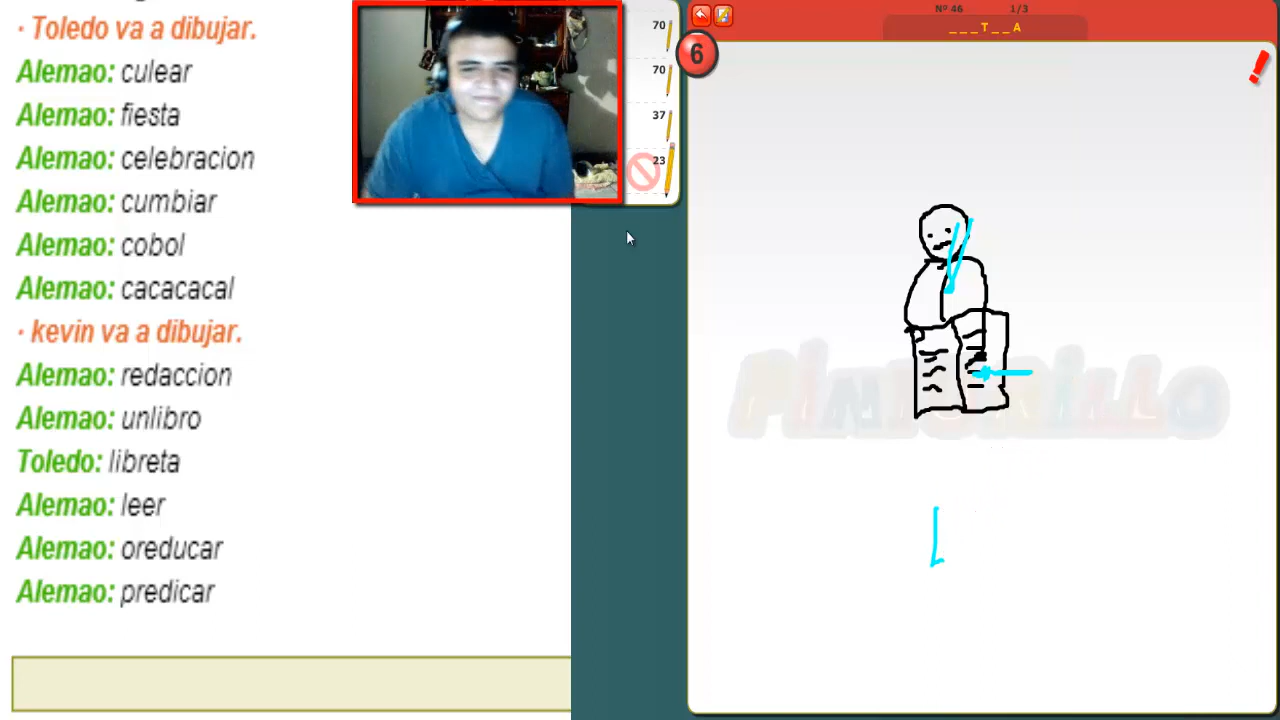 · Toledo va a dibujar.
Alemao: culear
Alemao: fiesta
Alemao: celebracion
Alemao: cumbiar
Alemao: cobol
Alemao: cacacacal
· kevin va a dibujar.
Alemao: redaccion
Alemao: unlibro
Toledo: libreta
Alemao: leer
Alemao: oreducar
Alemao: predicar
70
70
37
23
6
Nº 46 1/3
_ _ _ T _ _ A
!
PINTURILLO
L